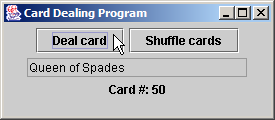 Card Dealing Program
Deal card Shuffle cards
Queen of Spades
Card #: 50